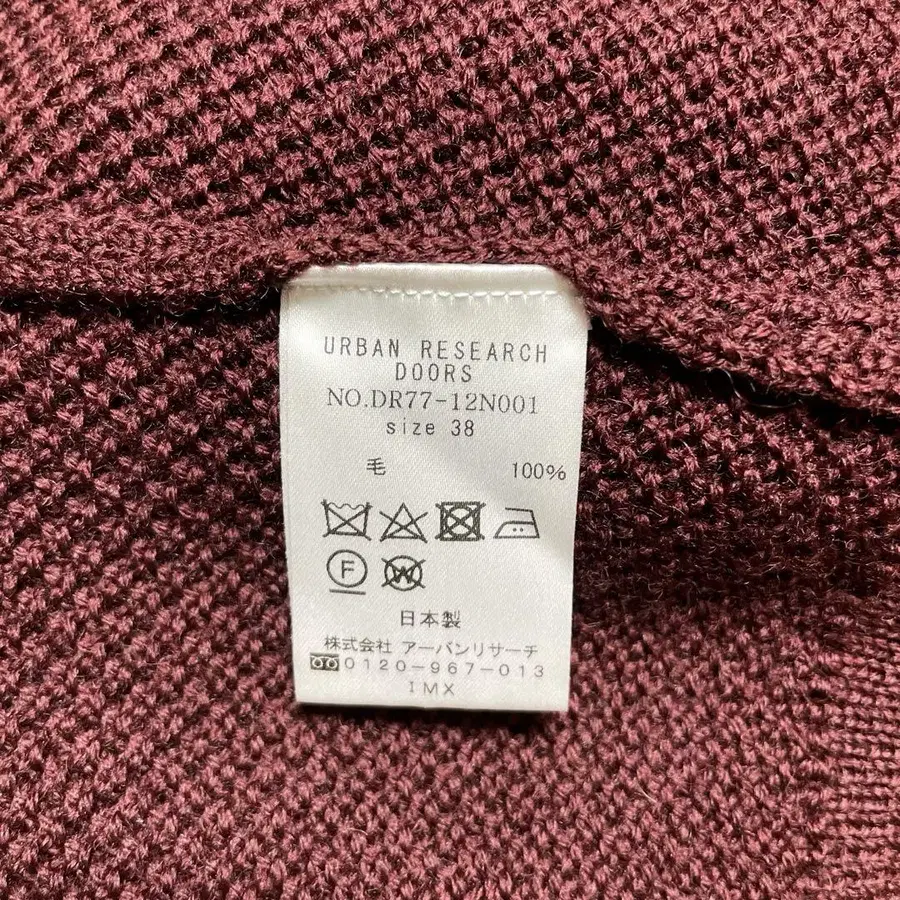 URBAN RESEARCH
DOORS
NO.DR77-12N001
size 38
毛 100%
F W
日本製
株式会社 アーバンリサーチ
0120-967-013
IMX